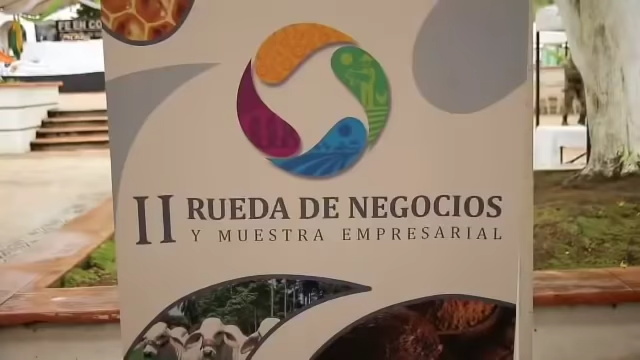 FE EN CO
II RUEDA DE NEGOCIOS
Y MUESTRA EMPRESARIAL